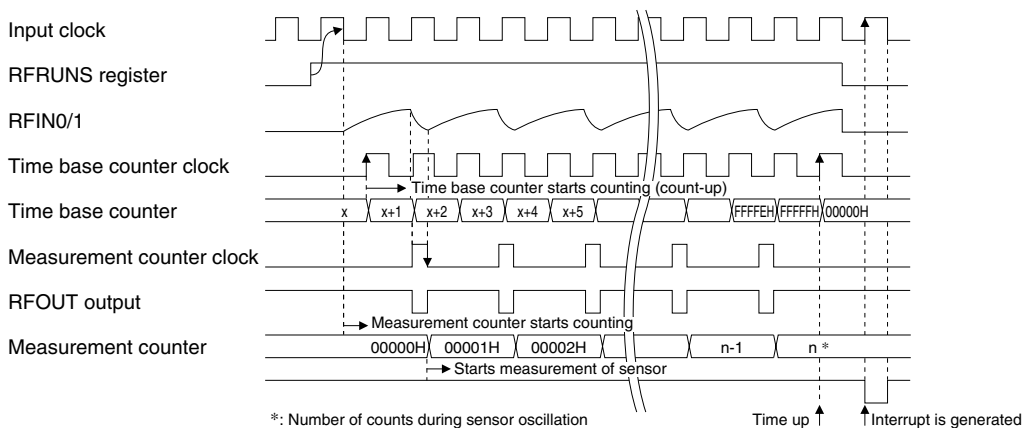 Input clock
RFRUNS register
RFIN0/1
Time base counter clock
Time base counter starts counting (count-up)
Time base counter x x+1 x+2 x+3 x+4 x+5 FFFFEH FFFFFH 00000H
Measurement counter clock
RFOUT output
Measurement counter starts counting
Measurement counter 00000H 00001H 00002H n-1 n *
Starts measurement of sensor
*: Number of counts during sensor oscillation Time up Interrupt is generated